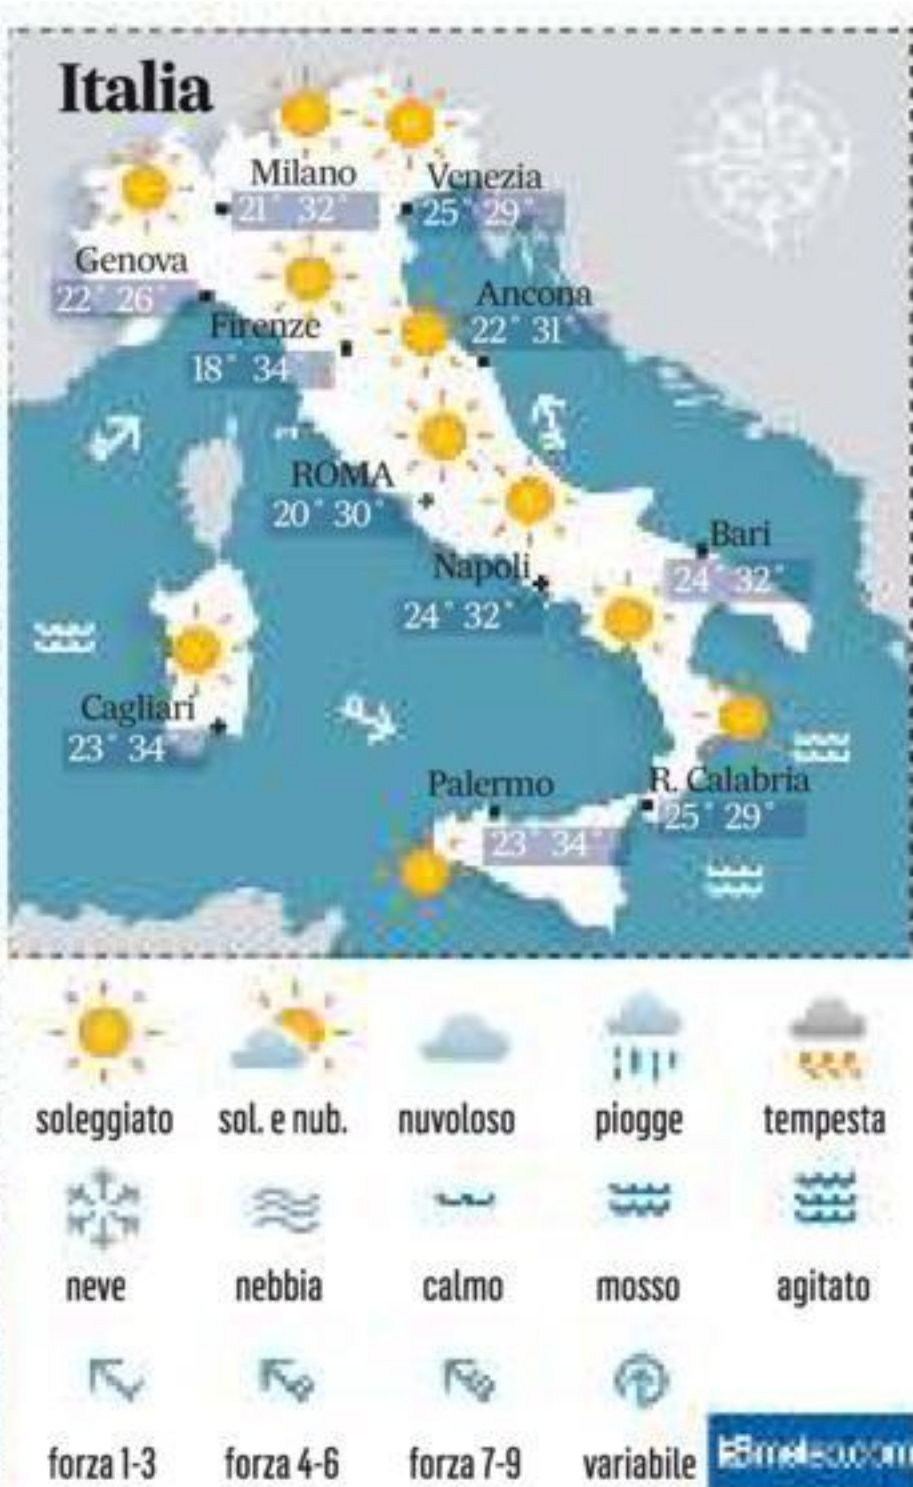 Italia
Milano
21° 32°
Venezia
25° 29°
Genova
22° 26°
Ancona
22° 31°
Firenze
18° 34°
ROMA
20° 30°
Bari
24° 32°
Napoli
24° 32°
Cagliari
23° 34°
Palermo
23° 34°
R. Calabria
25° 29°
soleggiato sol. e nub. nuvoloso piogge tempesta
neve nebbia calmo mosso agitato
forza 1-3 forza 4-6 forza 7-9 variabile